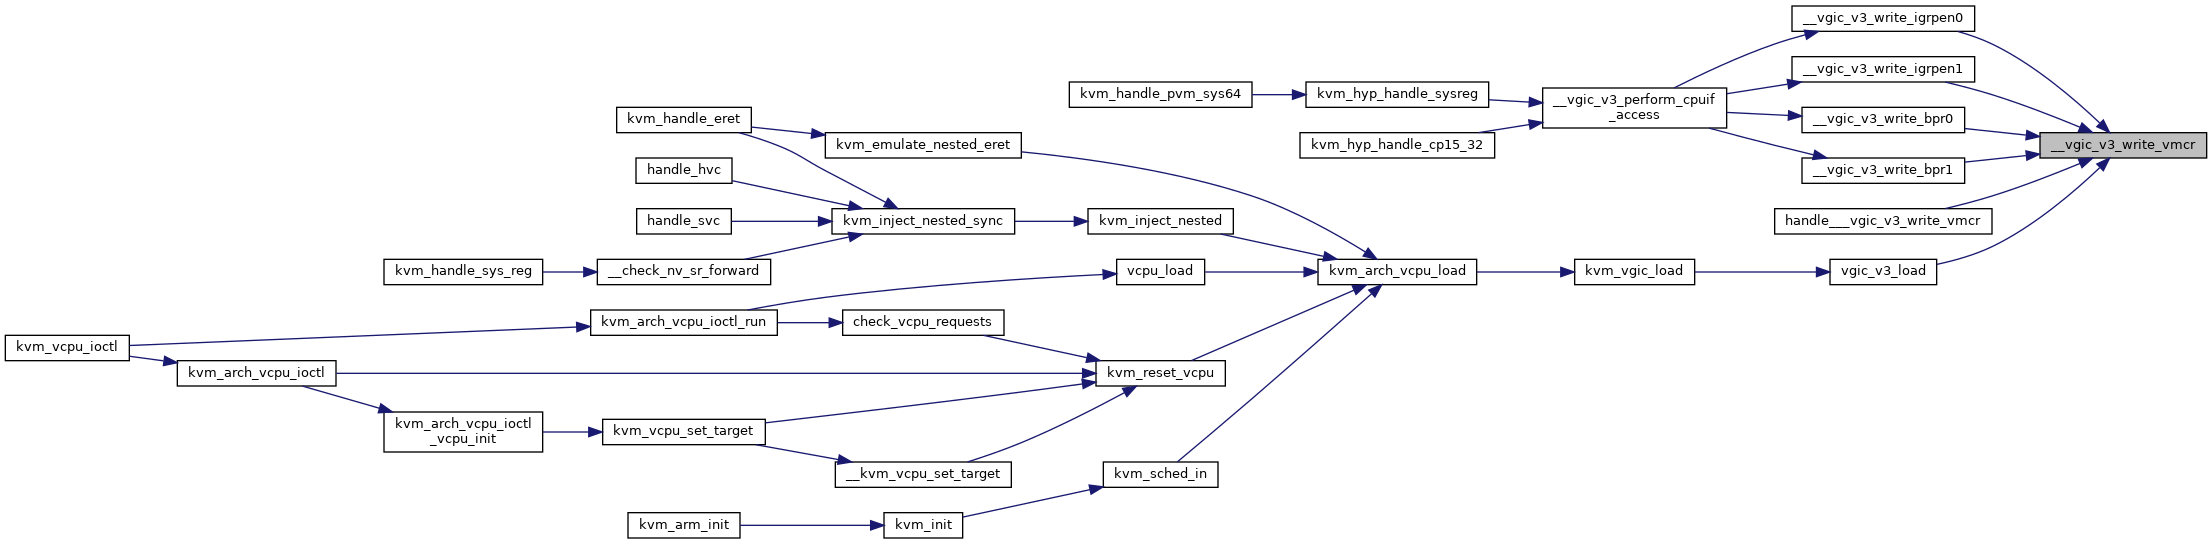 __vgic_v3_write_igrpen0
__vgic_v3_write_igrpen1
kvm_handle_pvm_sys64
kvm_hyp_handle_sysreg
__vgic_v3_perform_cpuif
_access
kvm_handle_eret
__vgic_v3_write_bpr0
kvm_emulate_nested_eret
kvm_hyp_handle_cp15_32
__vgic_v3_write_vmcr
handle_hvc
__vgic_v3_write_bpr1
handle_svc
kvm_inject_nested_sync
kvm_inject_nested
handle___vgic_v3_write_vmcr
kvm_handle_sys_reg
__check_nv_sr_forward
vcpu_load
kvm_arch_vcpu_load
kvm_vgic_load
vgic_v3_load
kvm_arch_vcpu_ioctl_run
check_vcpu_requests
kvm_vcpu_ioctl
kvm_arch_vcpu_ioctl
kvm_reset_vcpu
kvm_arch_vcpu_ioctl
_vcpu_init
kvm_vcpu_set_target
__kvm_vcpu_set_target
kvm_sched_in
kvm_arm_init
kvm_init